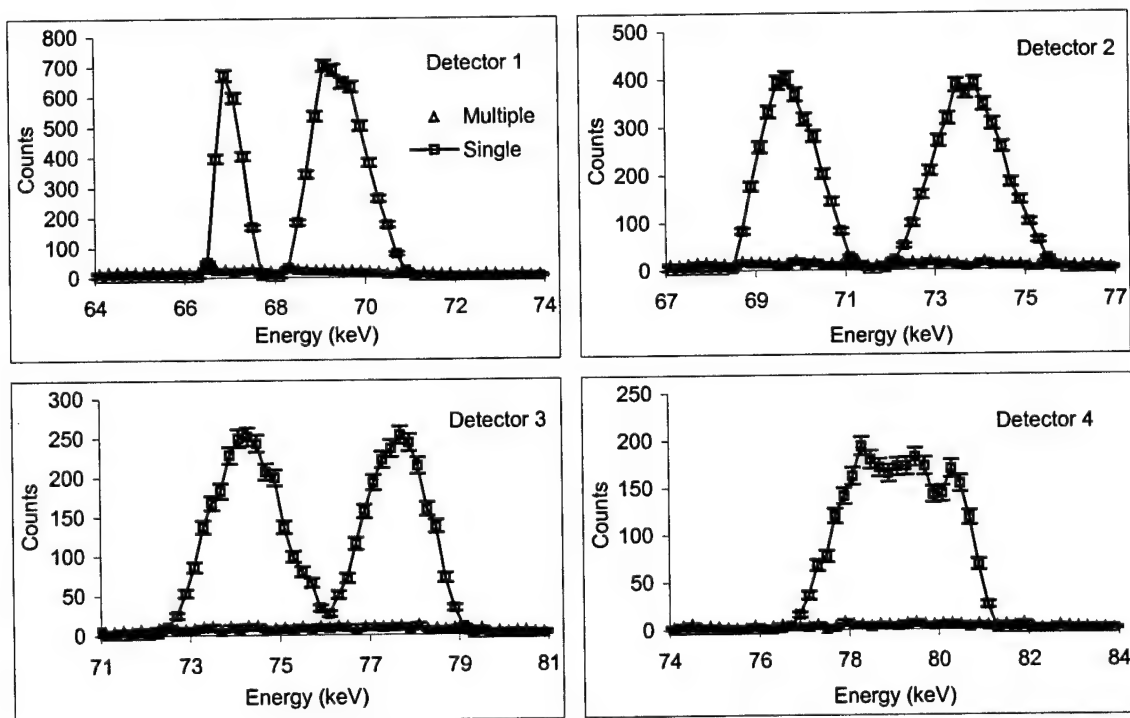 Detector 1
Multiple
Single
Counts
800
700
600
500
400
300
200
100
0
64 66 68 70 72 74
Energy (keV)
Detector 2
Counts
500
400
300
200
100
0
67 69 71 73 75 77
Energy (keV)
Detector 3
Counts
300
250
200
150
100
50
0
71 73 75 77 79 81
Energy (keV)
Detector 4
Counts
250
200
150
100
50
0
74 76 78 80 82 84
Energy (keV)